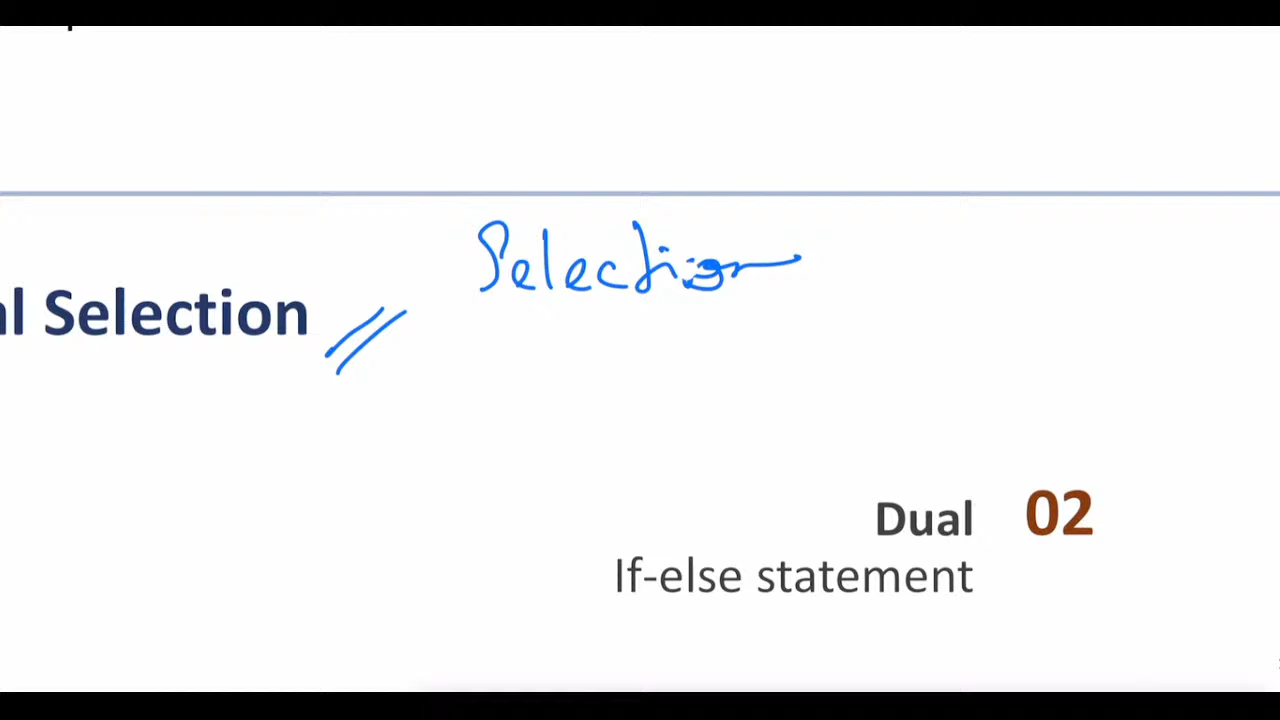 Selection
al Selection
Dual 02
If-else statement